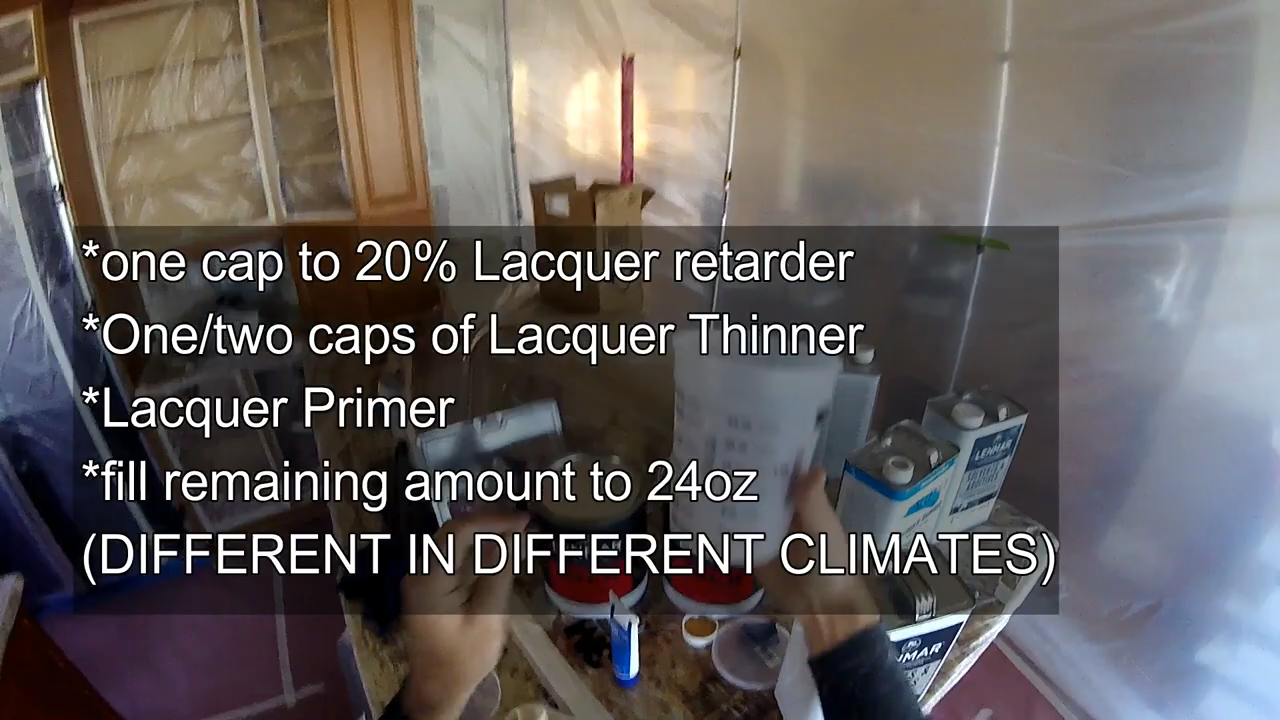 *one cap to 20% Lacquer retarder
*One/two caps of Lacquer Thinner
*Lacquer Primer
*fill remaining amount to 24oz
(DIFFERENT IN DIFFERENT CLIMATES)
LENMAR